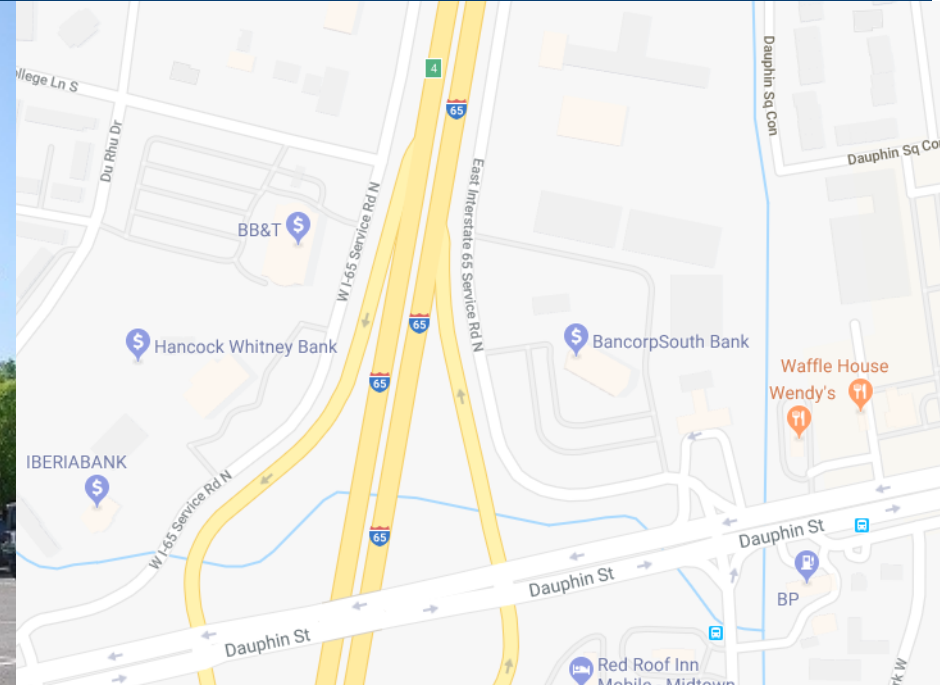 4
65
Dauphin Sq Con
ollege Ln S
Du Rhu Dr
Dauphin Sq Co
BB&T
W I-65 Service Rd N
East Interstate 65 Service Rd N
65
Hancock Whitney Bank
BancorpSouth Bank
Waffle House
65
Wendy's
IBERIABANK
W I-65 Service Rd N
65
Dauphin St
Dauphin St
BP
Dauphin St
Red Roof Inn
Mobile - Midtown
rk W